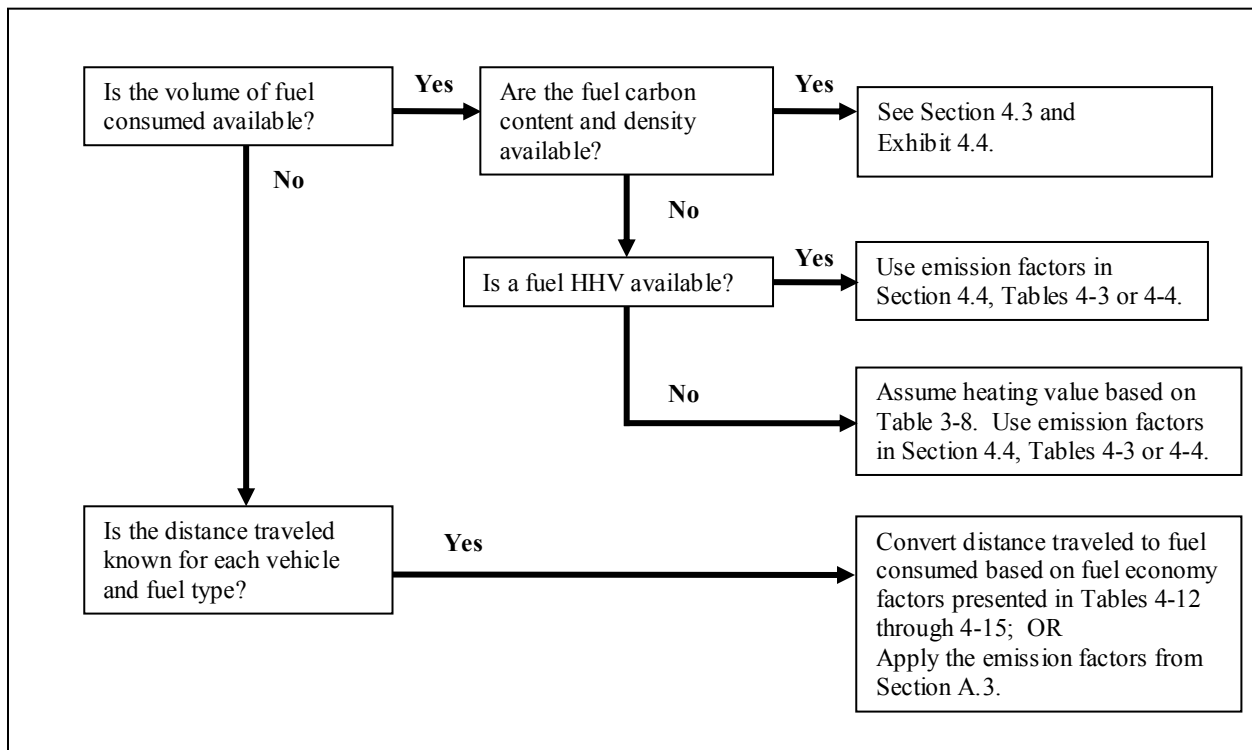 Is the volume of fuel
consumed available?
Yes
Are the fuel carbon
content and density
available?
Yes
See Section 4.3 and
Exhibit 4.4.
No
No
Is a fuel HHV available?
Yes
Use emission factors in
Section 4.4, Tables 4-3 or 4-4.
No
Assume heating value based on
Table 3-8.  Use emission factors
in Section 4.4, Tables 4-3 or 4-4.
Is the distance traveled
known for each vehicle
and fuel type?
Yes
Convert distance traveled to fuel
consumed based on fuel economy
factors presented in Tables 4-12
through 4-15;  OR
Apply the emission factors from
Section A.3.